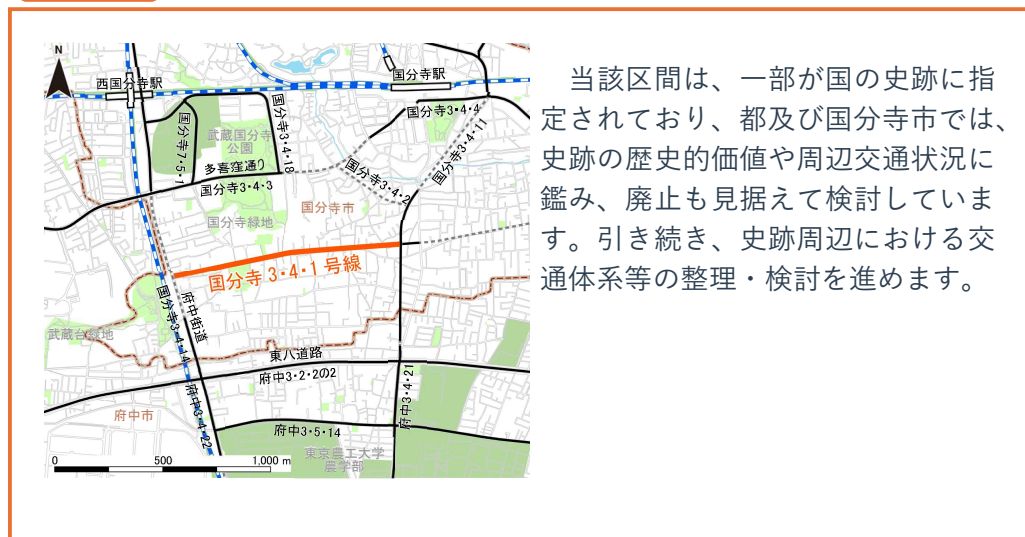 N
西国分寺駅
国分寺駅
国分寺3・4・4
国分寺3・4・11
国分寺3・4・18
国分寺7・5・1
武蔵国分寺
公園
多喜窪通り
国分寺3・4・3
国分寺3・4・2
国分寺市
国分寺緑地
国分寺3・4・1号線
国分寺3・4・14
府中街道
武蔵台緑地
東八道路
府中3・2・2の2
府中3・4・21
府中市
府中3・4・22
府中3・5・14
東京農工大学
農学部
0 500 1,000 m
当該区間は、一部が国の史跡に指
定されており、都及び国分寺市では、
史跡の歴史的価値や周辺交通状況に
鑑み、廃止も見据えて検討していま
す。引き続き、史跡周辺における交
通体系等の整理・検討を進めます。